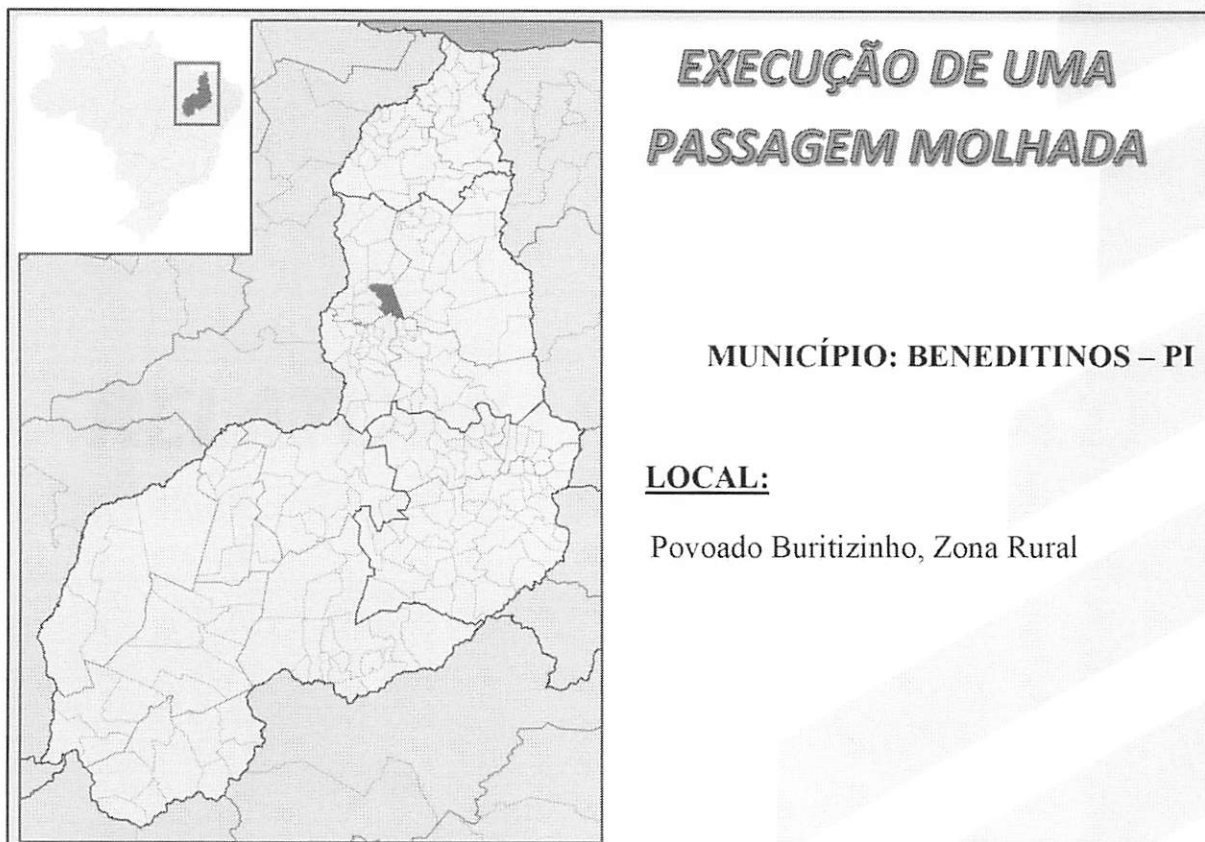 EXECUÇÃO DE UMA
PASSAGEM MOLHADA
MUNICÍPIO: BENEDITINOS – PI
LOCAL:
Povoado Buritizinho, Zona Rural